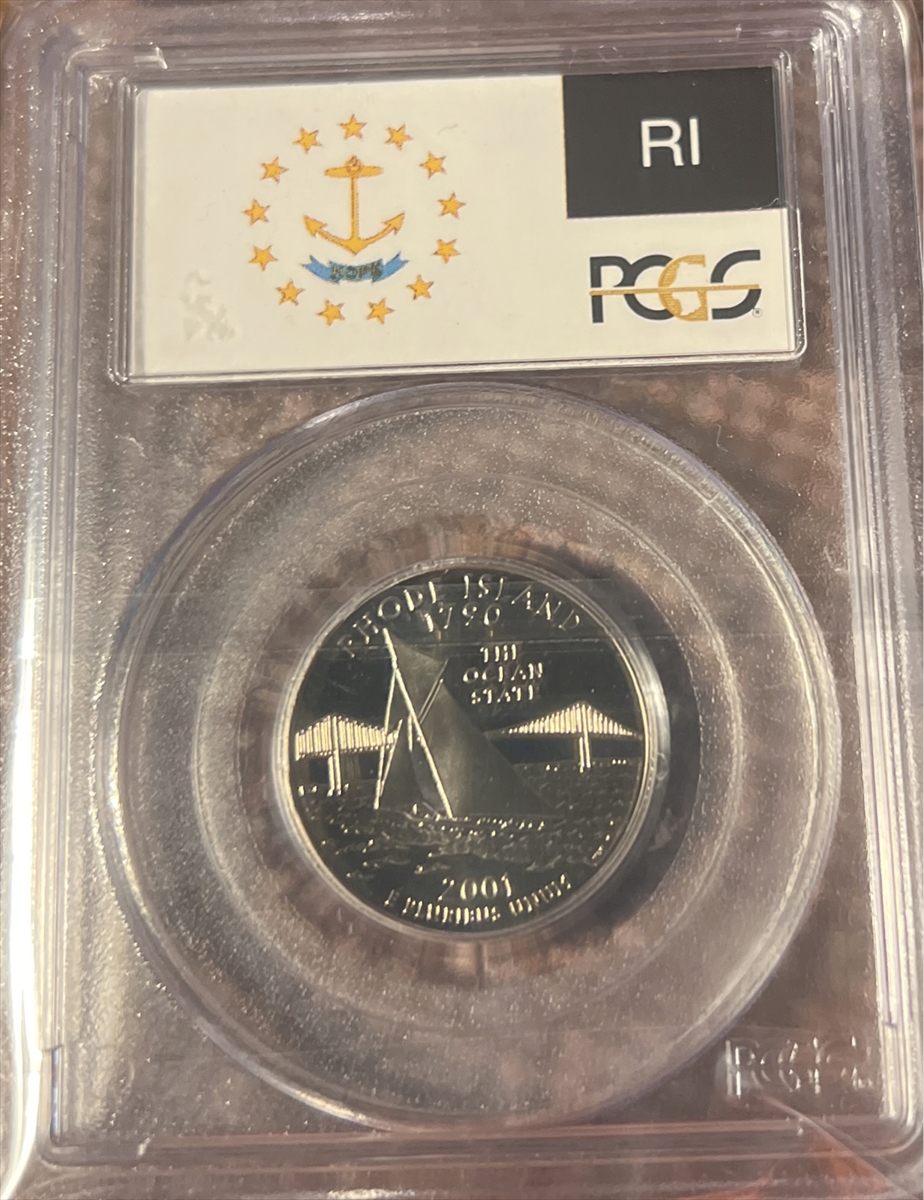 RI
HOPE
PCGS
RHODE ISLAND
1790
THE
OCEAN
STATE
2001
E PLURIBUS UNUM
PCGS